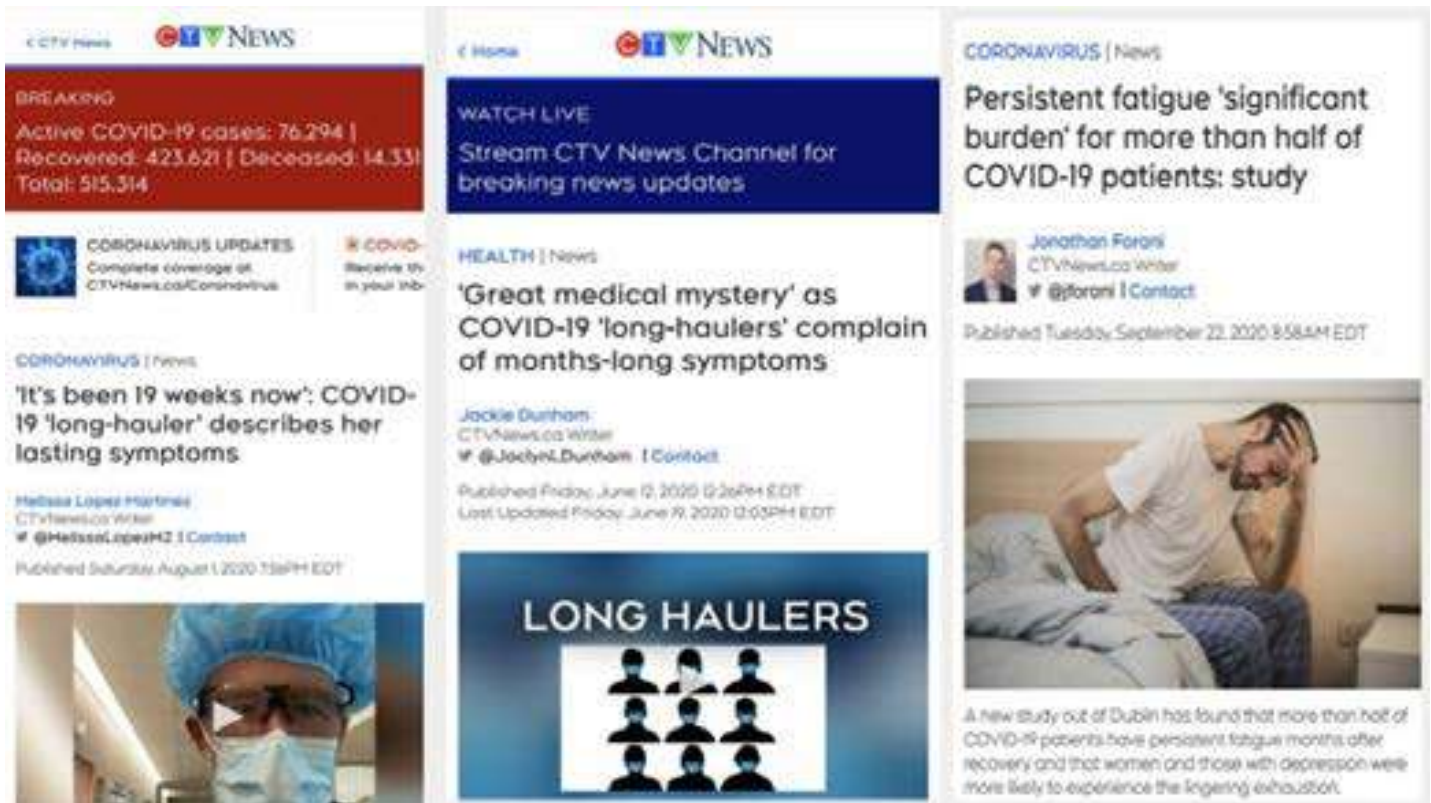 < CTV News
CTV NEWS
BREAKING
Active COVID-19 cases: 76,294 |
Recovered: 423,621 | Deceased: 14,331
Total: 515,314
CORONAVIRUS UPDATES
Complete coverage at
CTVNews.ca/Coronavirus
COVID-
Receive th
in your inb
CORONAVIRUS | News
'It's been 19 weeks now': COVID-
19 'long-hauler' describes her
lasting symptoms
Melissa Lopez Martinez
CTVNews.ca Writer
@MelissaLopezMZ | Contact
Published Saturday, August 1, 2020 7:56PM EDT
< Home
CTV NEWS
WATCH LIVE
Stream CTV News Channel for
breaking news updates
HEALTH | News
'Great medical mystery' as
COVID-19 'long-haulers' complain
of months-long symptoms
Jackie Dunham
CTVNews.ca Writer
@JaclynLDunham | Contact
Published Friday, June 12, 2020 12:26PM EDT
Last Updated Friday, June 19, 2020 12:03PM EDT
LONG HAULERS
CORONAVIRUS | News
Persistent fatigue 'significant
burden' for more than half of
COVID-19 patients: study
Jonathan Forani
CTVNews.ca Writer
@jforani | Contact
Published Tuesday, September 22, 2020 8:58AM EDT
A new study out of Dublin has found that more than half of
COVID-19 patients have persistent fatigue months after
recovery and that women and those with depression were
more likely to experience the lingering exhaustion.